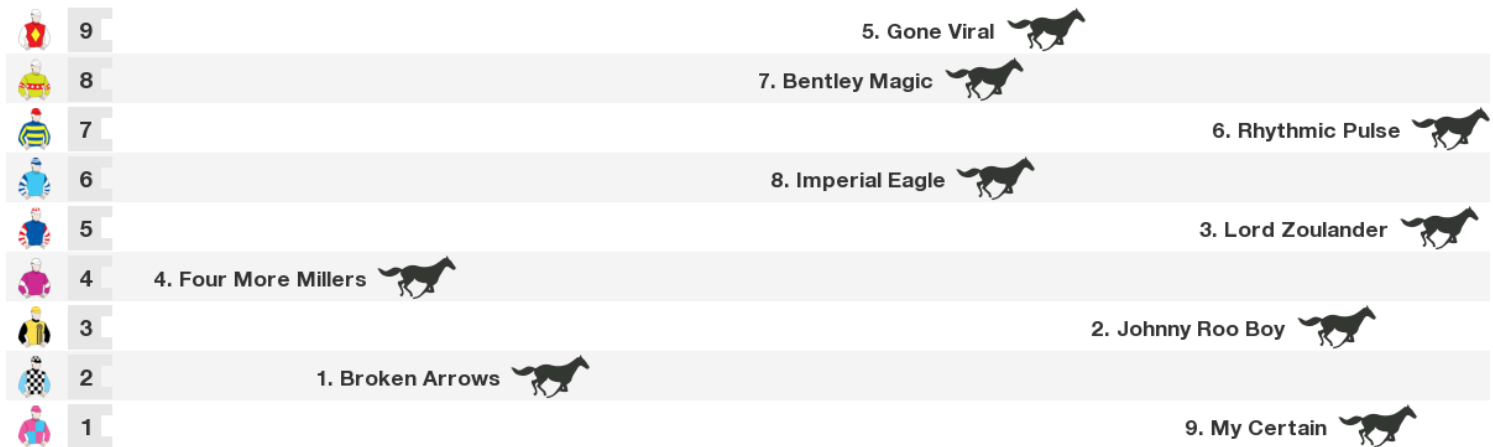 9 5. Gone Viral
8 7. Bentley Magic
7 6. Rhythmic Pulse
6 8. Imperial Eagle
5 3. Lord Zoulander
4 4. Four More Millers
3 2. Johnny Roo Boy
2 1. Broken Arrows
1 9. My Certain